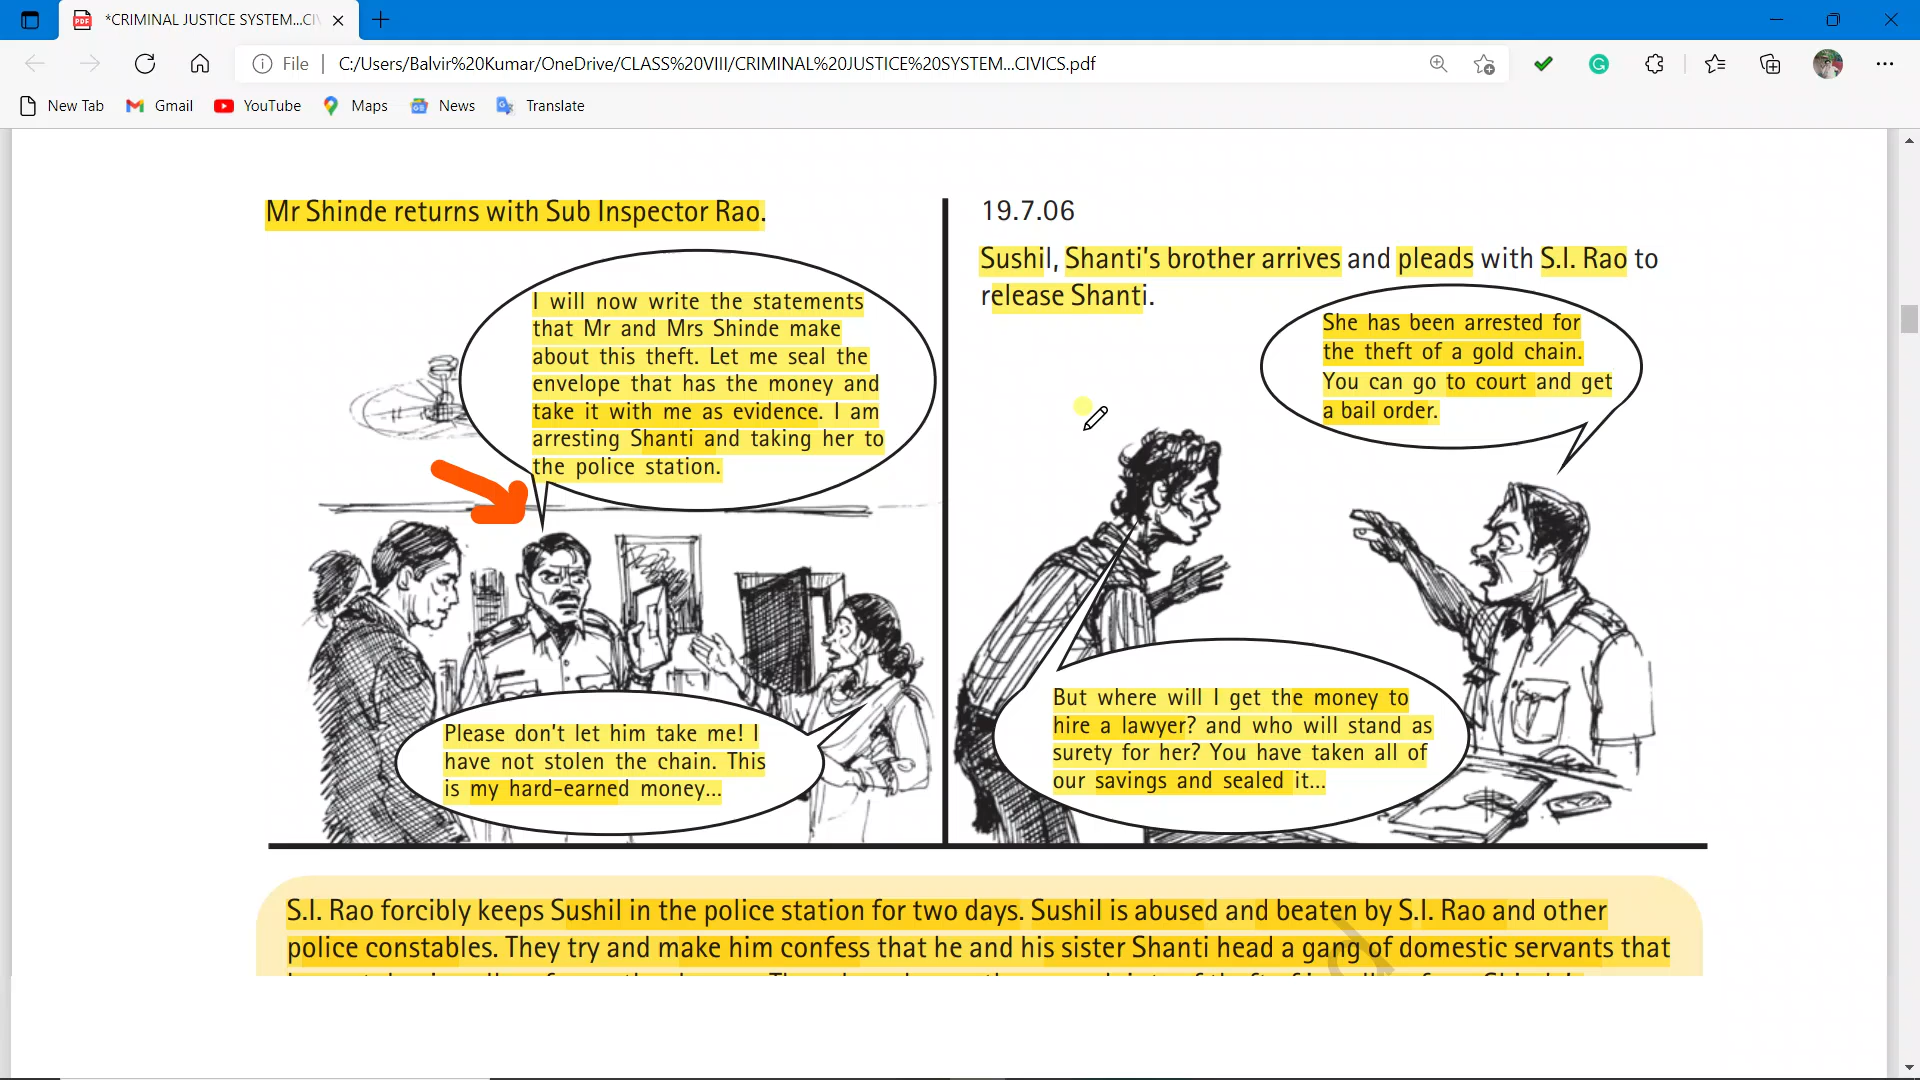 *CRIMINAL JUSTICE SYSTEM...CI
File
C:/Users/Balvir%20Kumar/OneDrive/CLASS%20VIII/CRIMINAL%20JUSTICE%20SYSTEM...CIVICS.pdf
New Tab
Gmail
YouTube
Maps
News
Translate
Mr Shinde returns with Sub Inspector Rao.
I will now write the statements
that Mr and Mrs Shinde make
about this theft. Let me seal the
envelope that has the money and
take it with me as evidence. I am
arresting Shanti and taking her to
the police station.
Please don't let him take me! I
have not stolen the chain. This
is my hard-earned money...
19.7.06
Sushil, Shanti's brother arrives and pleads with S.I. Rao to
release Shanti.
She has been arrested for
the theft of a gold chain.
You can go to court and get
a bail order.
But where will I get the money to
hire a lawyer? and who will stand as
surety for her? You have taken all of
our savings and sealed it...
S.I. Rao forcibly keeps Sushil in the police station for two days. Sushil is abused and beaten by S.I. Rao and other
police constables. They try and make him confess that he and his sister Shanti head a gang of domestic servants that